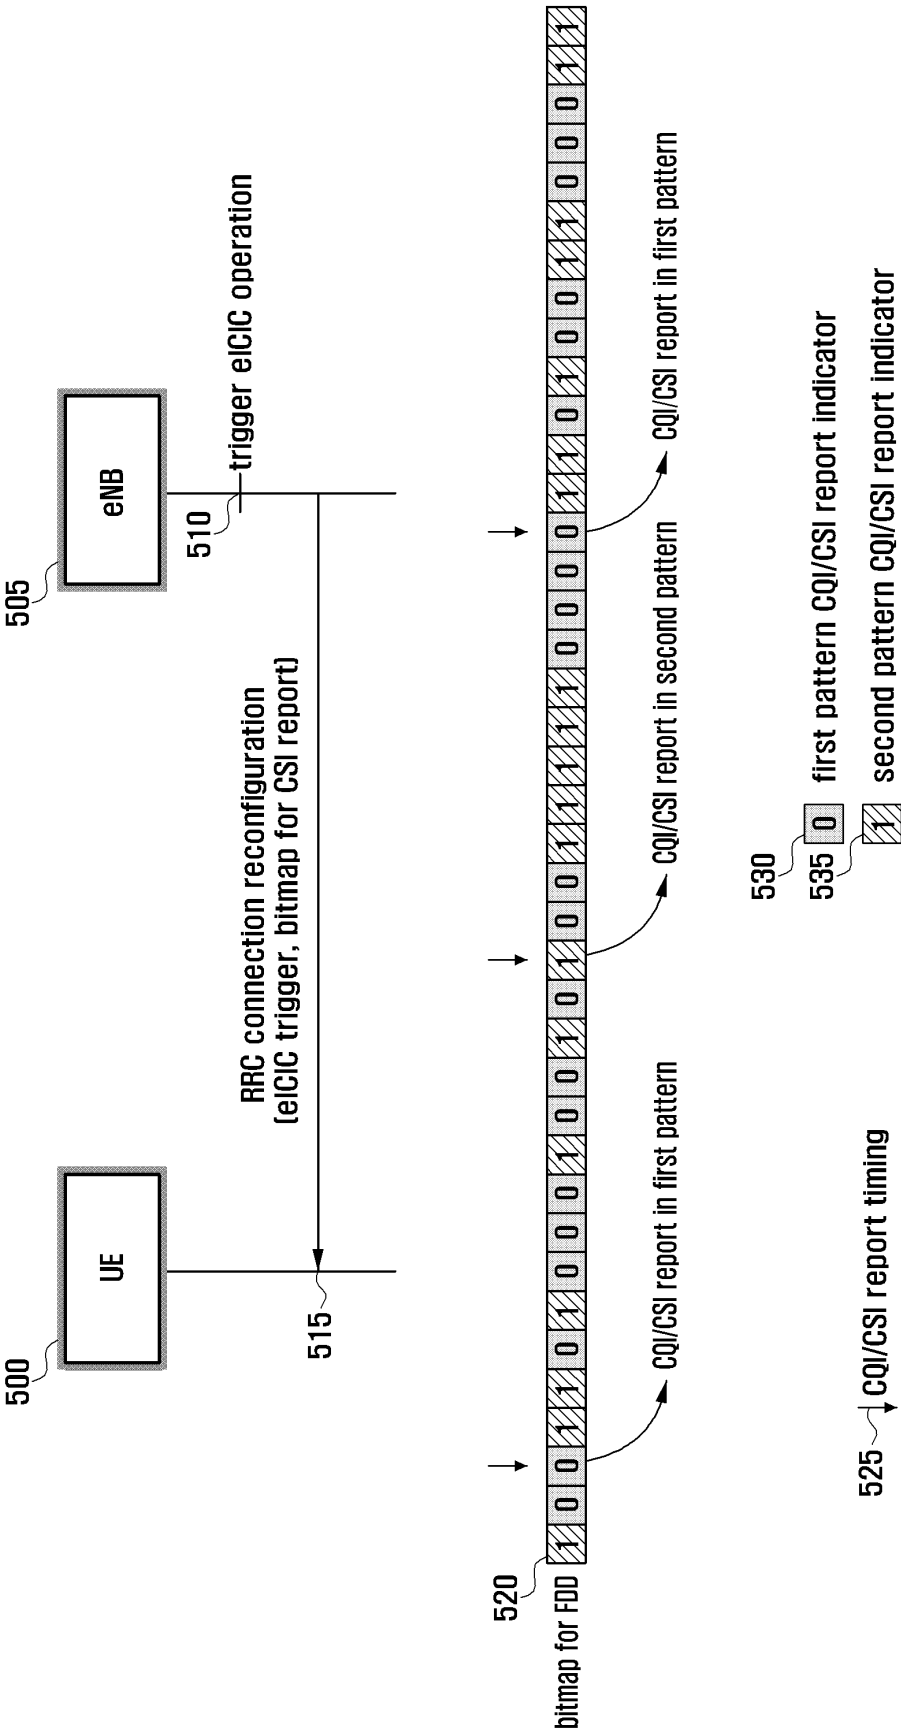 500
UE
505
eNB
510
trigger eICIC operation
RRC connection reconfiguration
(eICIC trigger, bitmap for CSI report)
515
520
bitmap for FDD 1 0 0 1 1 0 1 0 0 0 1 0 0 1 0 1 0 0 1 1 1 1 1 0 0 0 0 1 1 0 1 0 0 1 1 0 0 0 1 1
CQI/CSI report in first pattern
CQI/CSI report in second pattern
CQI/CSI report in first pattern
530 0 first pattern CQI/CSI report indicator
525 CQI/CSI report timing
535 1 second pattern CQI/CSI report indicator